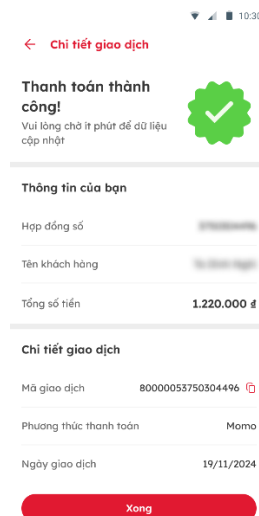 10:30
Chi tiết giao dịch
Thanh toán thành
công!
Vui lòng chờ ít phút để dữ liệu
cập nhật
Thông tin của bạn
Hợp đồng số
Tên khách hàng
Tổng số tiền 1.220.000 đ
Chi tiết giao dịch
Mã giao dịch 80000053750304496
Phương thức thanh toán Momo
Ngày giao dịch 19/11/2024
Xong